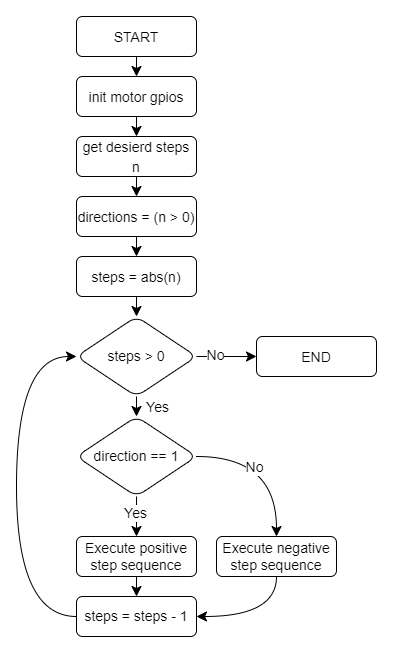 START
init motor gpios
get desierd steps
n
directions = (n > 0)
steps = abs(n)
steps > 0
No
END
Yes
direction == 1
No
Yes
Execute positive
step sequence
Execute negative
step sequence
steps = steps - 1